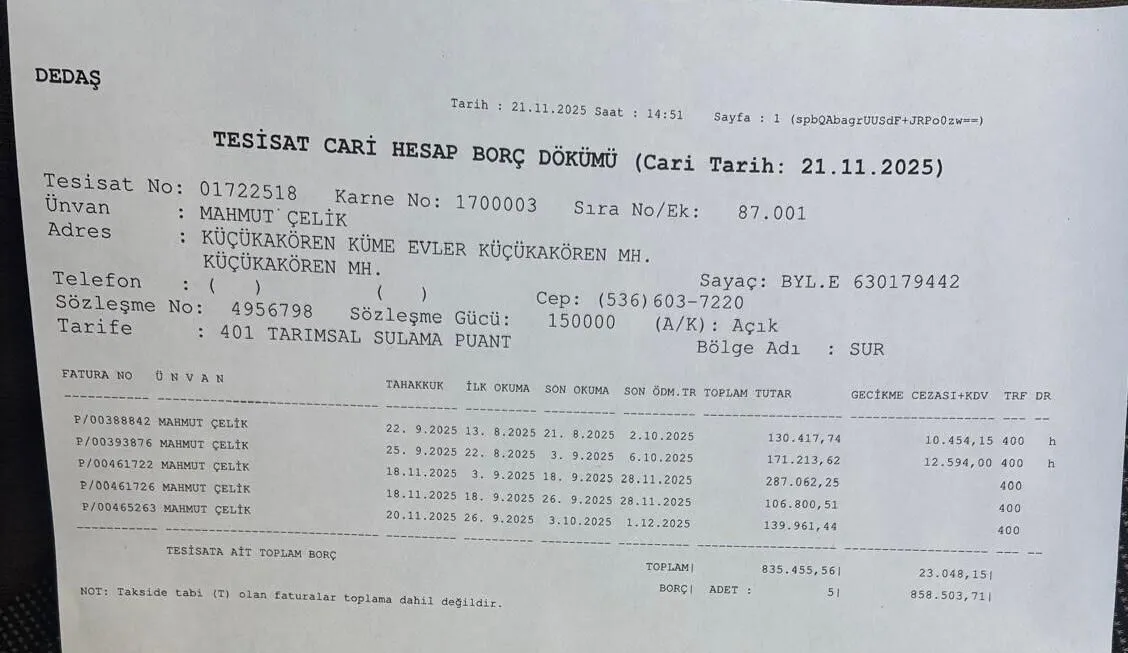 DEDAŞ
Tarih : 21.11.2025 Saat : 14:51 Sayfa : 1 (spbQAbagrUUSdF+JRPo0zw==)
TESİSAT CARİ HESAP BORÇ DÖKÜMÜ (Cari Tarih: 21.11.2025)
Tesisat No: 01722518 Karne No: 1700003 Sıra No/Ek: 87.001
Ünvan : MAHMUT ÇELİK
Adres : KÜÇÜKAKÖREN KÜME EVLER KÜÇÜKAKÖREN MH.
KÜÇÜKAKÖREN MH. Sayaç: BYL.E 630179442
Telefon : ( ) ( ) Cep: (536)603-7220
Sözleşme No: 4956798 Sözleşme Gücü: 150000 (A/K): Açık
Tarife : 401 TARIMSAL SULAMA PUANT Bölge Adı : SUR
FATURA NO Ü N V A N TAHAKKUK İLK OKUMA SON OKUMA SON ÖDM.TR TOPLAM TUTAR GECİKME CEZASI+KDV TRF DR
P/00388842 MAHMUT ÇELİK 22. 9.2025 13. 8.2025 21. 8.2025 2.10.2025 130.417,74 10.454,15 400 h
P/00393876 MAHMUT ÇELİK 25. 9.2025 22. 8.2025 3. 9.2025 6.10.2025 171.213,62 12.594,00 400 h
P/00461722 MAHMUT ÇELİK 18.11.2025 3. 9.2025 18. 9.2025 28.11.2025 287.062,25 400
P/00461726 MAHMUT ÇELİK 18.11.2025 18. 9.2025 26. 9.2025 28.11.2025 106.800,51 400
P/00465263 MAHMUT ÇELİK 20.11.2025 26. 9.2025 3.10.2025 1.12.2025 139.961,44 400
TESİSATA AİT TOPLAM BORÇ TOPLAM| 835.455,56| 23.048,15|
BORÇ| ADET : 5| 858.503,71|
NOT: Takside tabi (T) olan faturalar toplama dahil değildir.